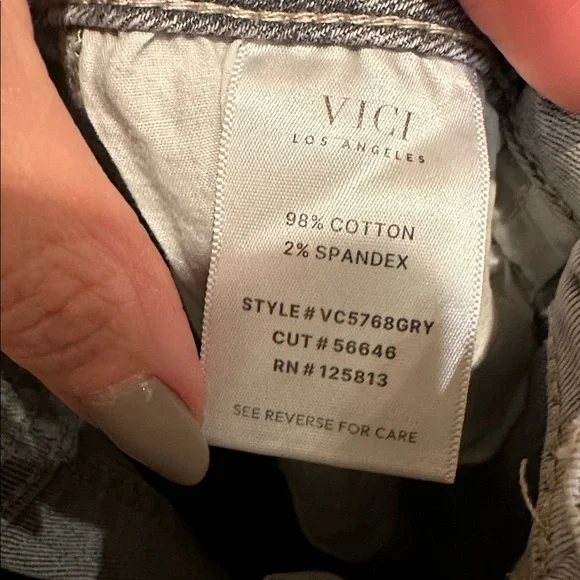 VICI
LOS ANGELES
98% COTTON
2% SPANDEX
STYLE # VC5768GRY
CUT # 56646
RN # 125813
SEE REVERSE FOR CARE